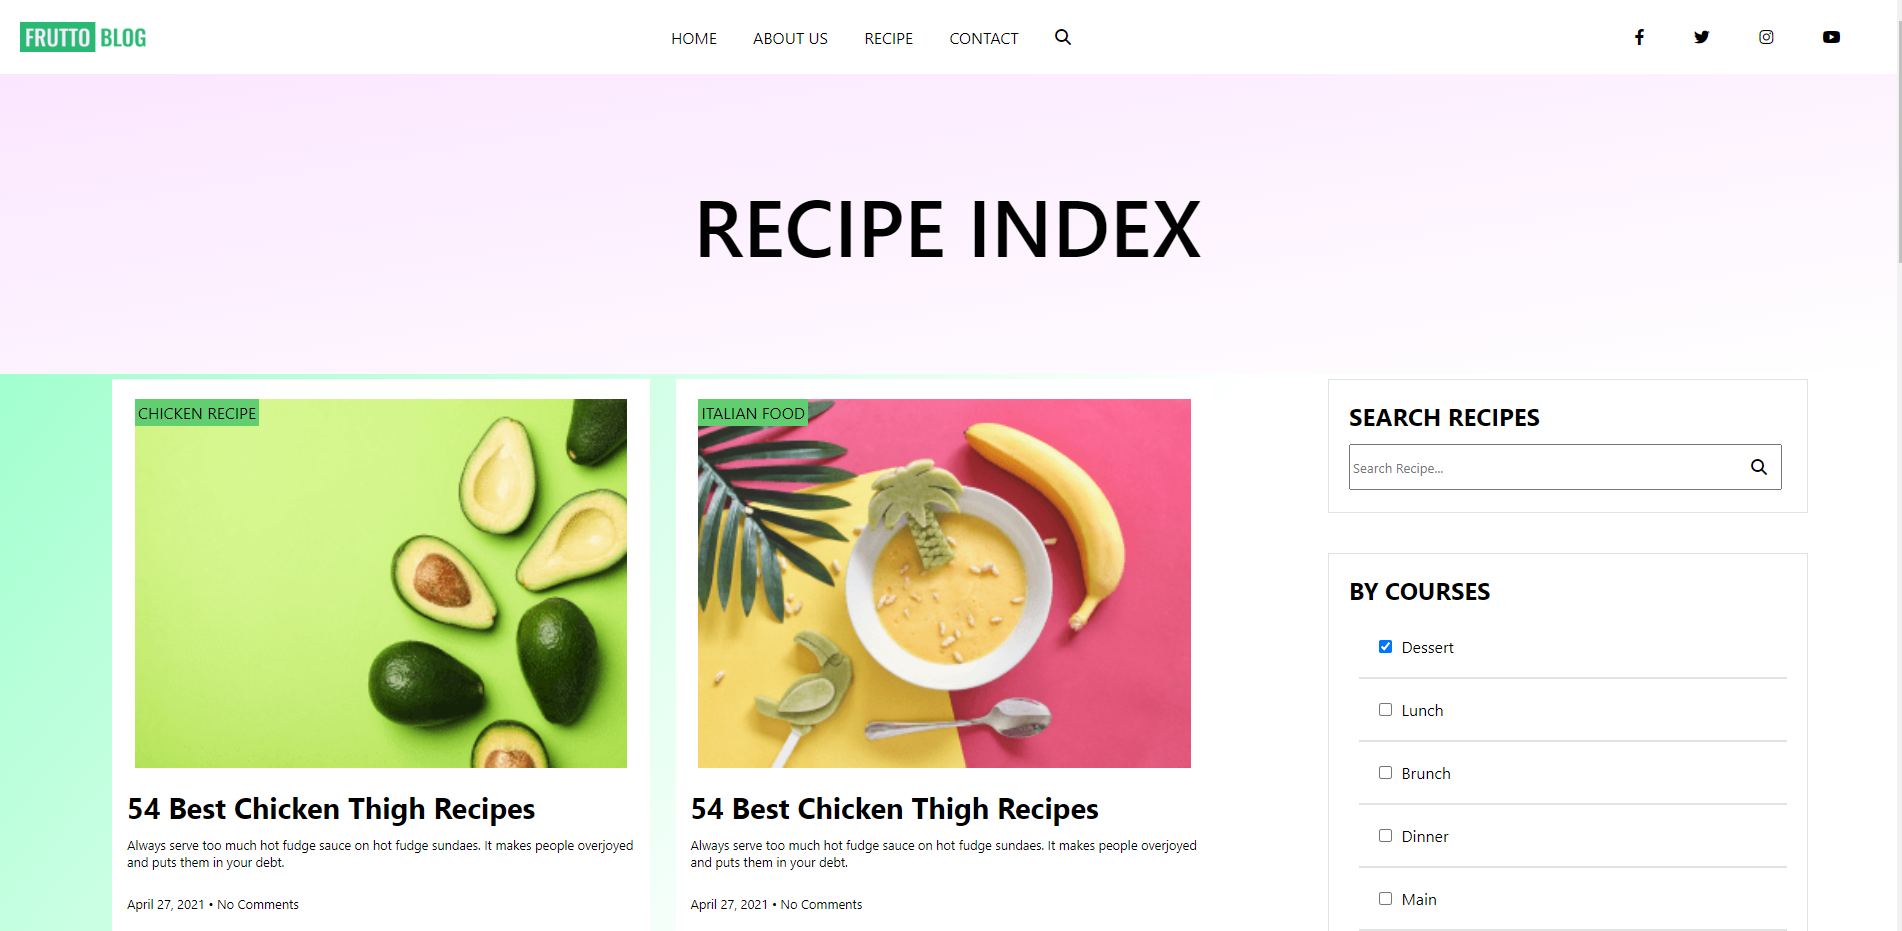 FRUTTO BLOG
HOME
ABOUT US
RECIPE
CONTACT
RECIPE INDEX
CHICKEN RECIPE
54 Best Chicken Thigh Recipes
Always serve too much hot fudge sauce on hot fudge sundaes. It makes people overjoyed
and puts them in your debt.
April 27, 2021 • No Comments
ITALIAN FOOD
54 Best Chicken Thigh Recipes
Always serve too much hot fudge sauce on hot fudge sundaes. It makes people overjoyed
and puts them in your debt.
April 27, 2021 • No Comments
SEARCH RECIPES
Search Recipe...
BY COURSES
Dessert
Lunch
Brunch
Dinner
Main